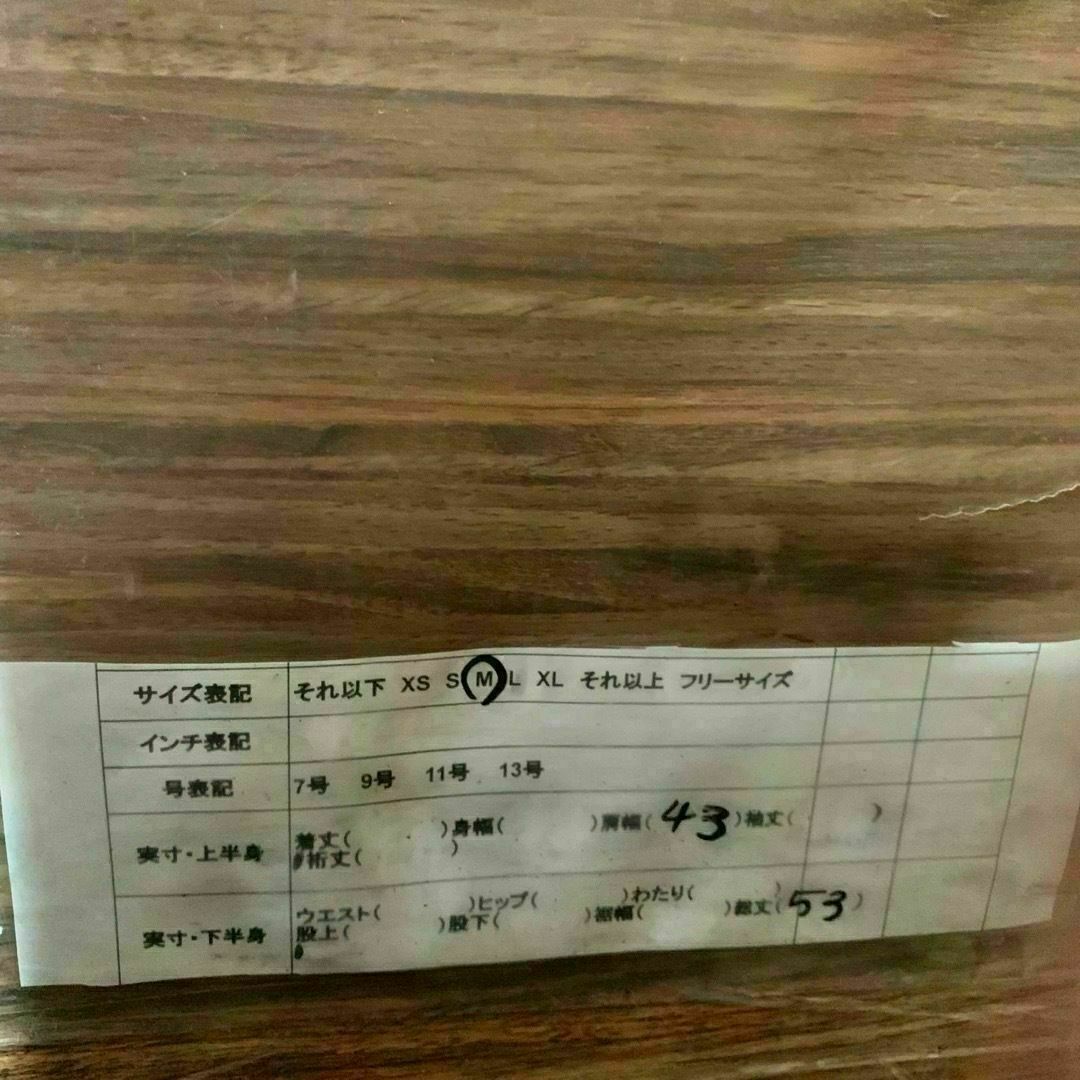 サイズ表記 それ以下 XS S M L XL それ以上 フリーサイズ
インチ表記
号表記 7号 9号 11号 13号
実寸・上半身 着丈( )身幅( )肩幅( 43 )袖丈( )
裄丈( )
実寸・下半身 ウエスト( )ヒップ( )わたり( )
股上( )股下( )裾幅( )総丈( 53 )